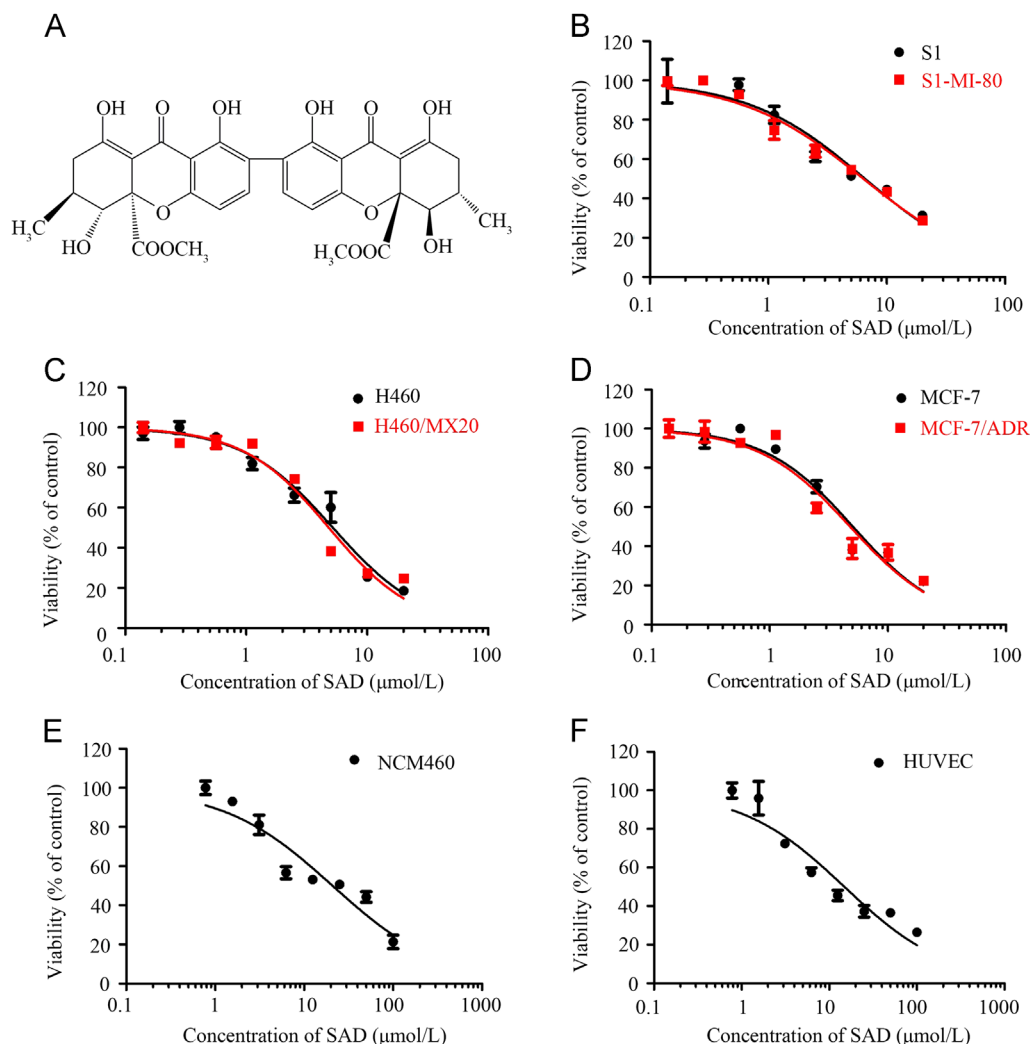 A
OH O OH OH O OH
H₃C
HO
COOCH₃
O
H₃COOC
O
OH
CH₃
B
S1
S1-MI-80
Viability (% of control)
120
100
80
60
40
20
0
0.1 1 10 100
Concentration of SAD (μmol/L)
C
H460
H460/MX20
Viability (% of control)
120
100
80
60
40
20
0
0.1 1 10 100
Concentration of SAD (μmol/L)
D
MCF-7
MCF-7/ADR
Viability (% of control)
120
100
80
60
40
20
0
0.1 1 10 100
Concentration of SAD (μmol/L)
E
NCM460
Viability (% of control)
120
100
80
60
40
20
0
0.1 1 10 100 1000
Concentration of SAD (μmol/L)
F
HUVEC
Viability (% of control)
120
100
80
60
40
20
0
0.1 1 10 100 1000
Concentration of SAD (μmol/L)